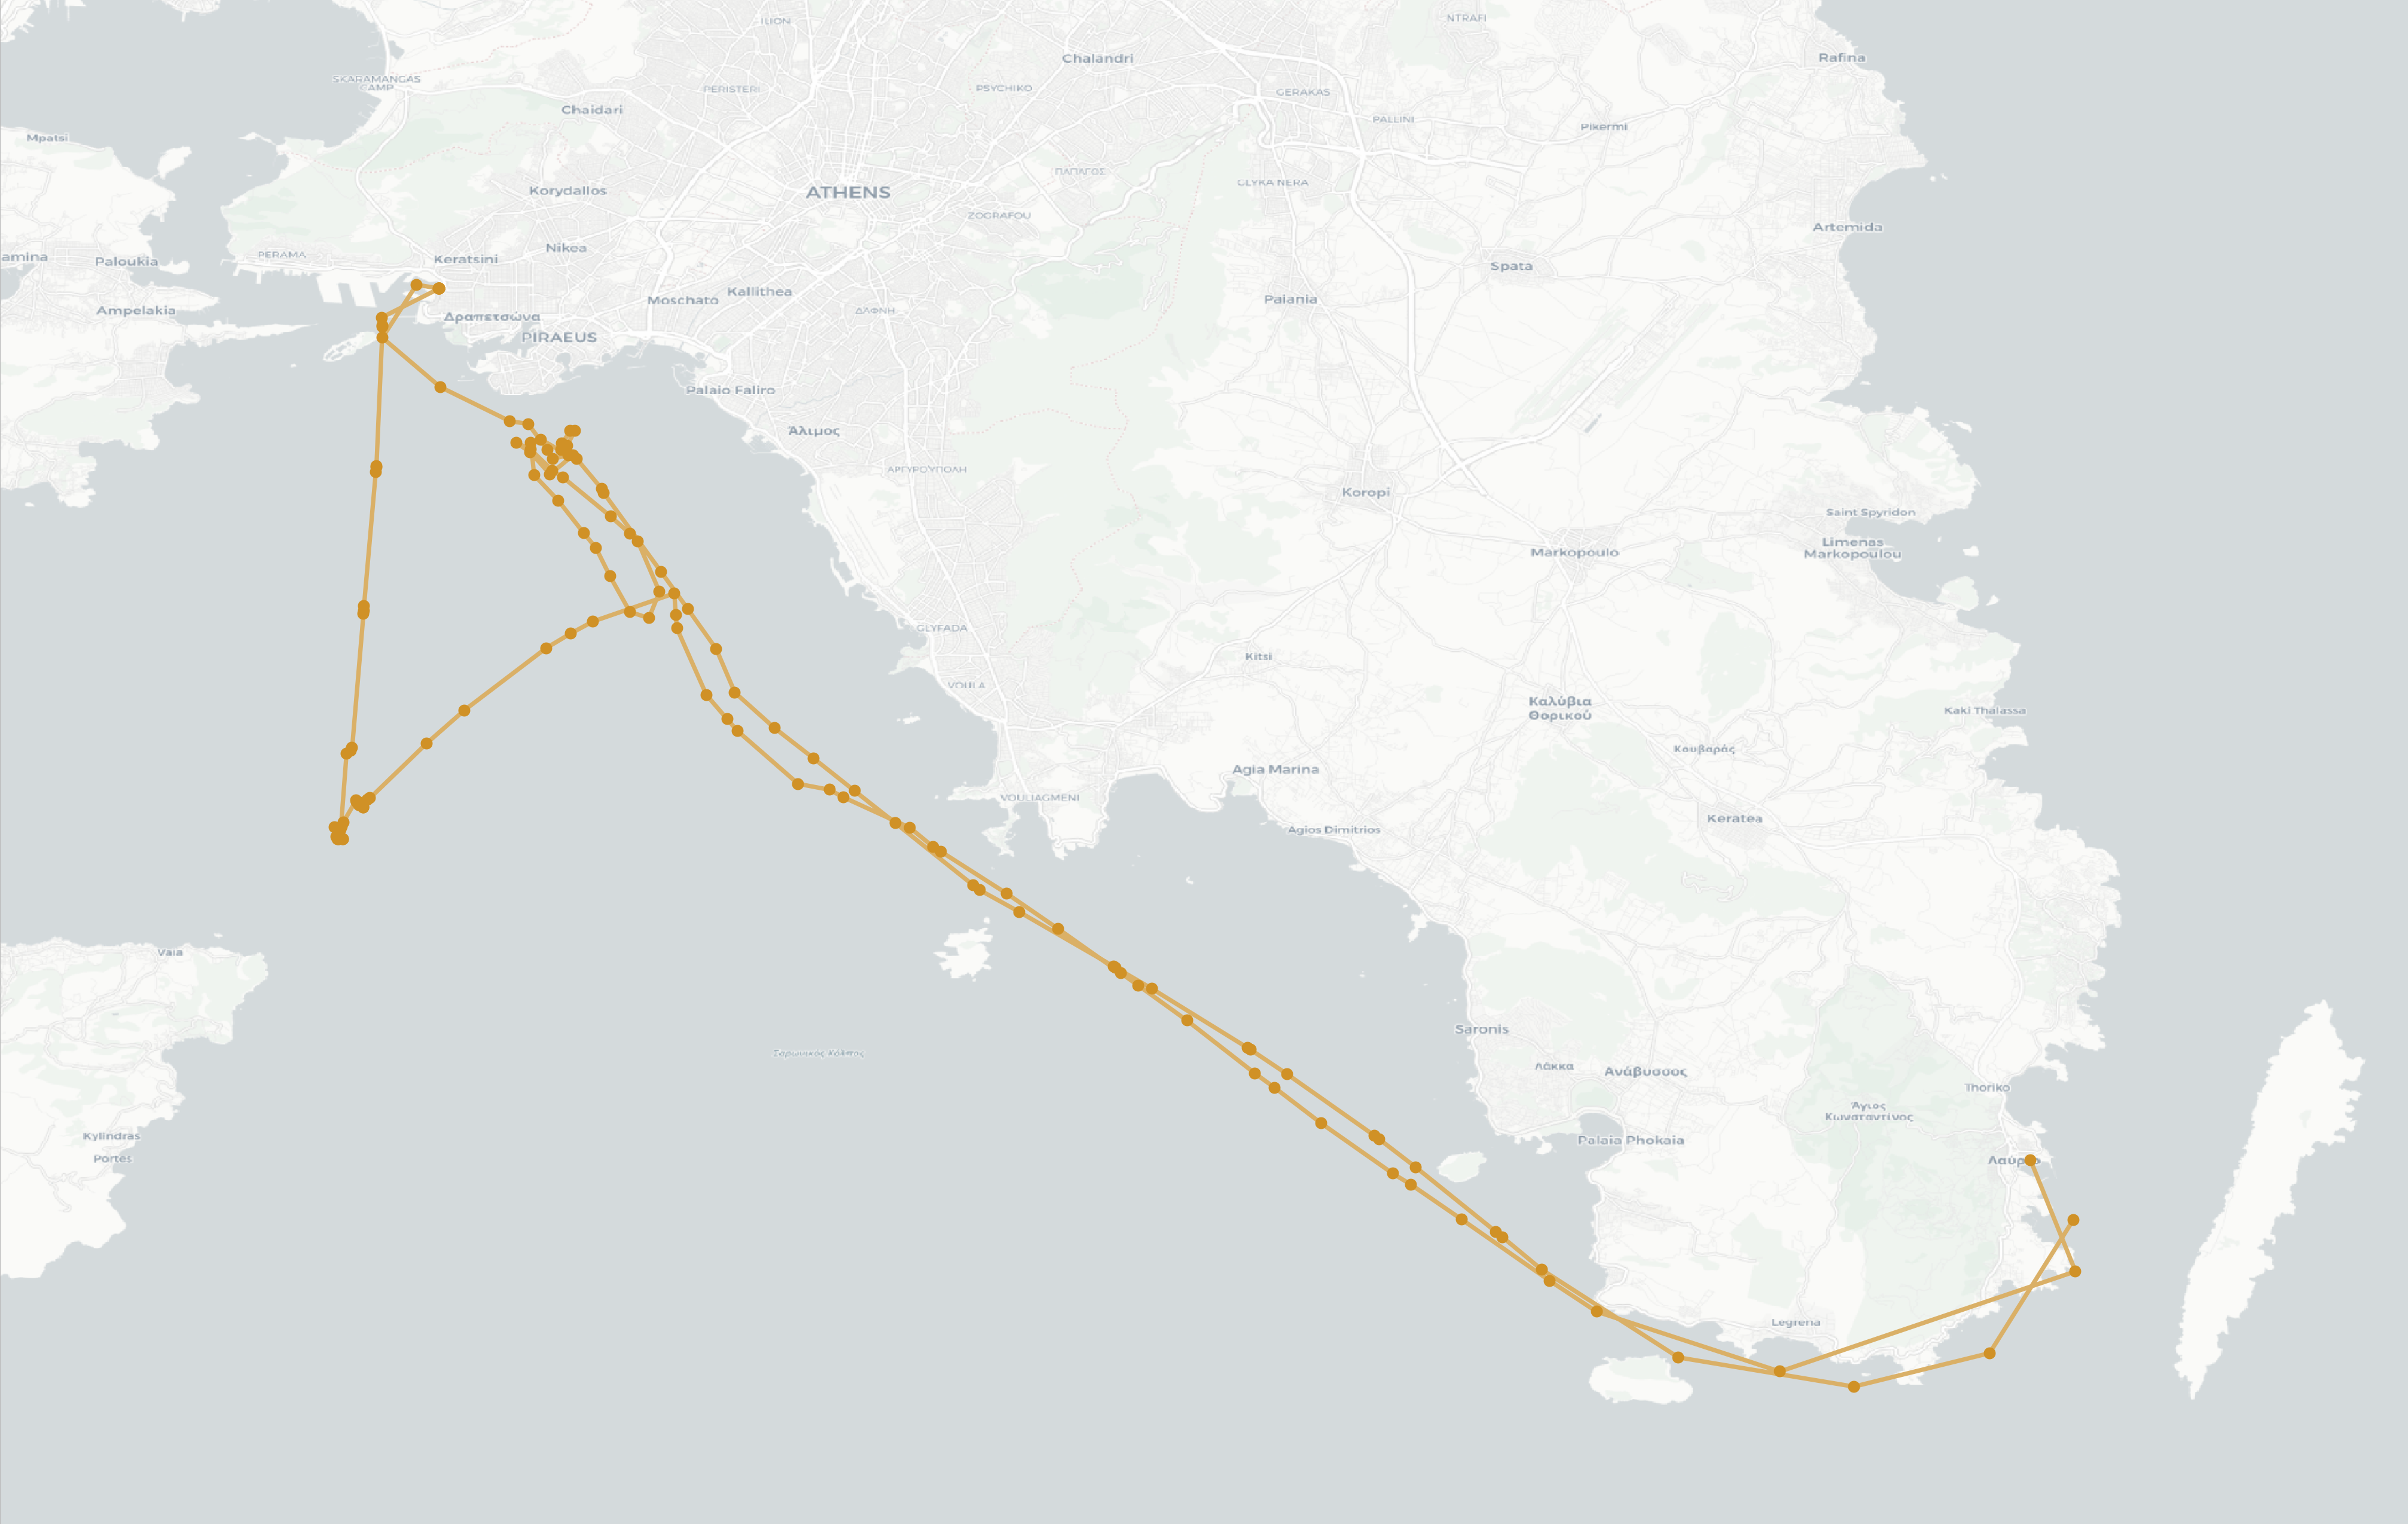 ILION
NTRAFI
Chalandri
Rafina
SKARAMANGAS
CAMP
PERISTERI
PSYCHIKO
GERAKAS
Chaidari
PALLINI
Pikermi
Mpatsi
ΠΑΠΑΓΟΣ
GLYKA NERA
Korydallos
ATHENS
ZOGRAFOU
Artemida
Nikea
PERAMA
Keratsini
amina
Paloukia
Spata
Kallithea
Moschato
Paiania
Ampelakia
Δραπετσώνα
ΔΆΦΝΗ
PIRAEUS
Palaio Faliro
Άλιμος
ΑΡΓΥΡΟΎΠΟΛΗ
Koropi
Saint Spyridon
Limenas
Markopoulou
Markopoulo
GLYFADA
Kitsi
VOULA
Καλύβια
Θορικού
Kaki Thalassa
Κουβαράς
Agia Marina
VOULIAGMENI
Keratea
Agios Dimitrios
Vaia
Saronis
Σαρωνικός Κόλπος
Λάκκα
Ανάβυσσος
Thoriko
Άγιος
Κωνσταντίνος
Kylindras
Palaia Phokaia
Portes
Λαύρ
Legrena